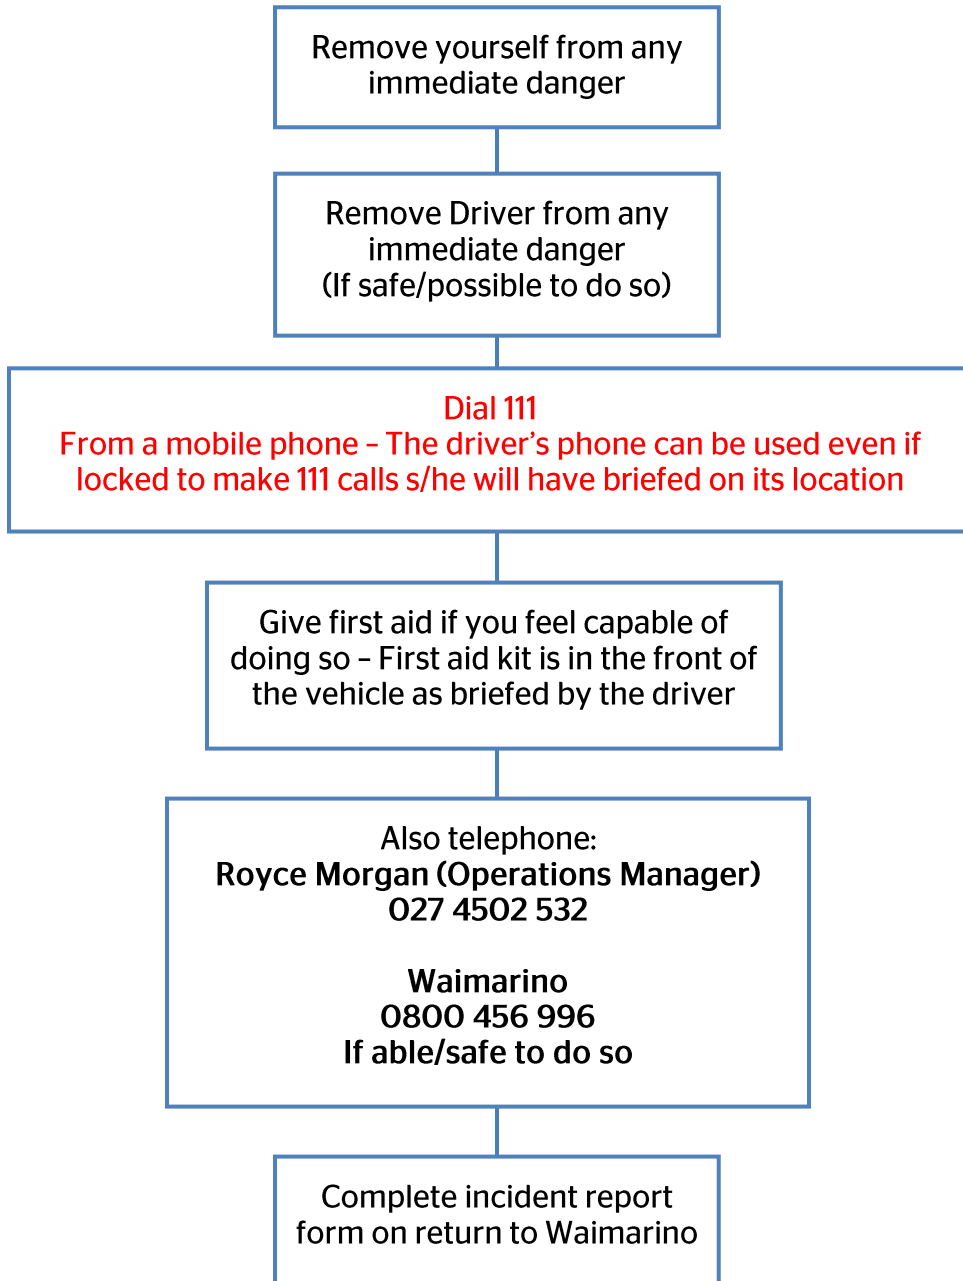 Remove yourself from any
immediate danger
Remove Driver from any
immediate danger
(If safe/possible to do so)
Dial 111
From a mobile phone – The driver’s phone can be used even if
locked to make 111 calls s/he will have briefed on its location
Give first aid if you feel capable of
doing so – First aid kit is in the front of
the vehicle as briefed by the driver
Also telephone:
Royce Morgan (Operations Manager)
027 4502 532
Waimarino
0800 456 996
If able/safe to do so
Complete incident report
form on return to Waimarino